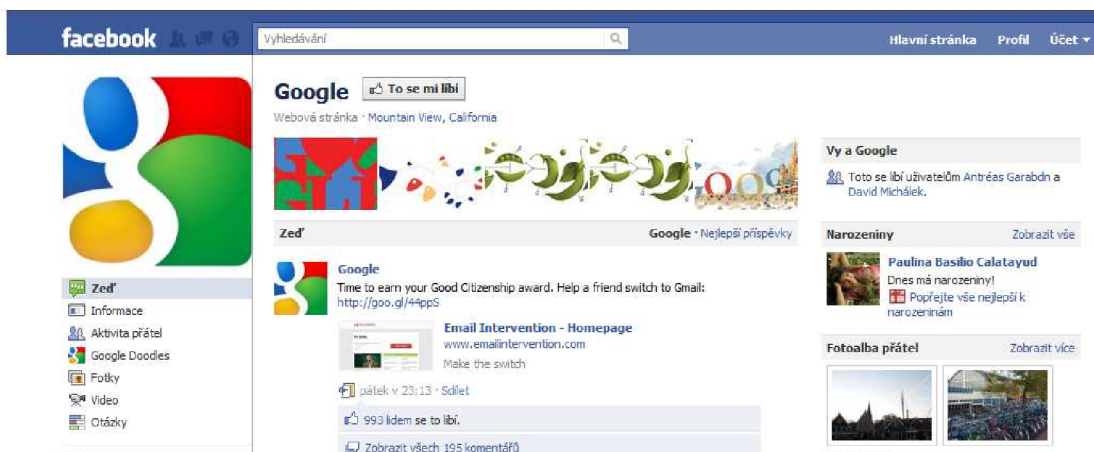 facebook
Vyhledávání
Hlavní stránka Profil Účet
Google To se mi líbí
Webová stránka · Mountain View, California
Zeď
Informace
Aktivita přátel
Google Doodles
Fotky
Video
Otázky
Zeď Google · Nejlepší příspěvky
Google
Time to earn your Good Citizenship award. Help a friend switch to Gmail:
http://goo.gl/44ppS
Email Intervention - Homepage
www.emailintervention.com
Make the switch
pátek v 23:13 · Sdílet
993 lidem se to líbí.
Zobrazit všech 195 komentářů
Vy a Google
Toto se líbí uživatelům Antréas Garabdn a
David Michálek.
Narozeniny Zobrazit vše
Paulina Basilio Calatayud
Dnes má narozeniny!
Popřejte vše nejlepší k
narozeninám
Fotoalba přátel Zobrazit více